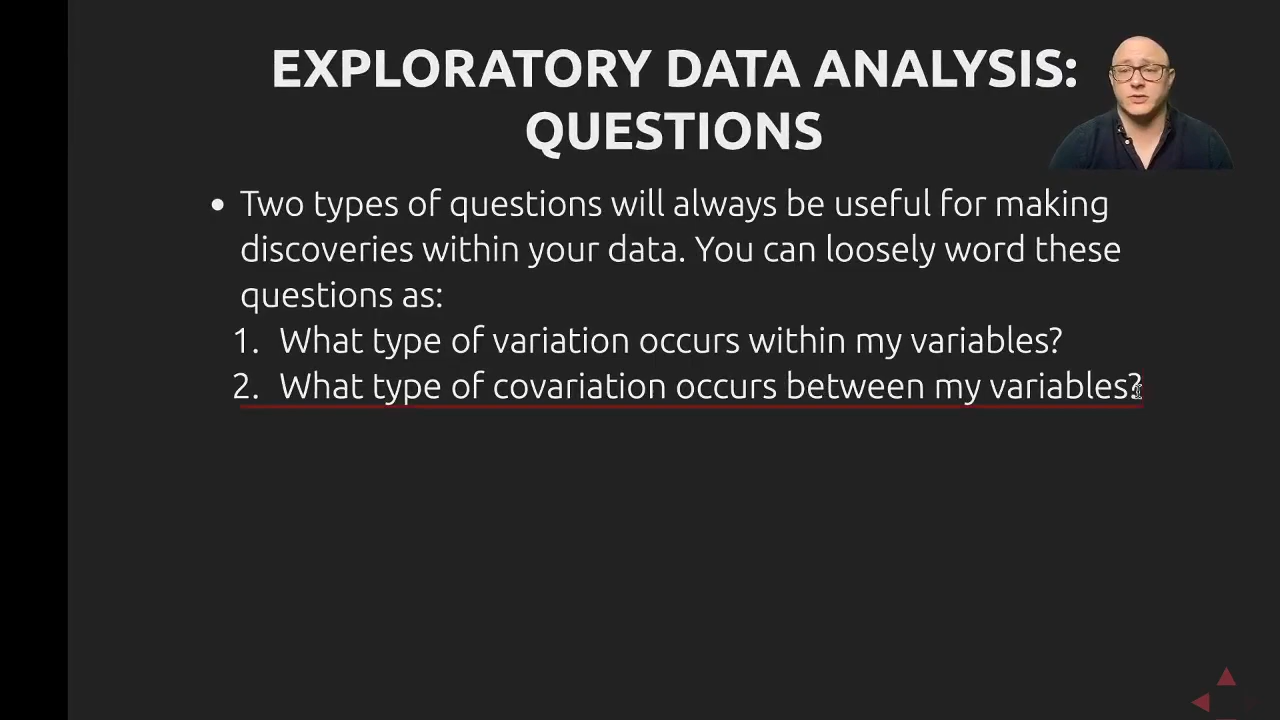 EXPLORATORY DATA ANALYSIS:
QUESTIONS
• Two types of questions will always be useful for making
discoveries within your data. You can loosely word these
questions as:
1. What type of variation occurs within my variables?
2. What type of covariation occurs between my variables?